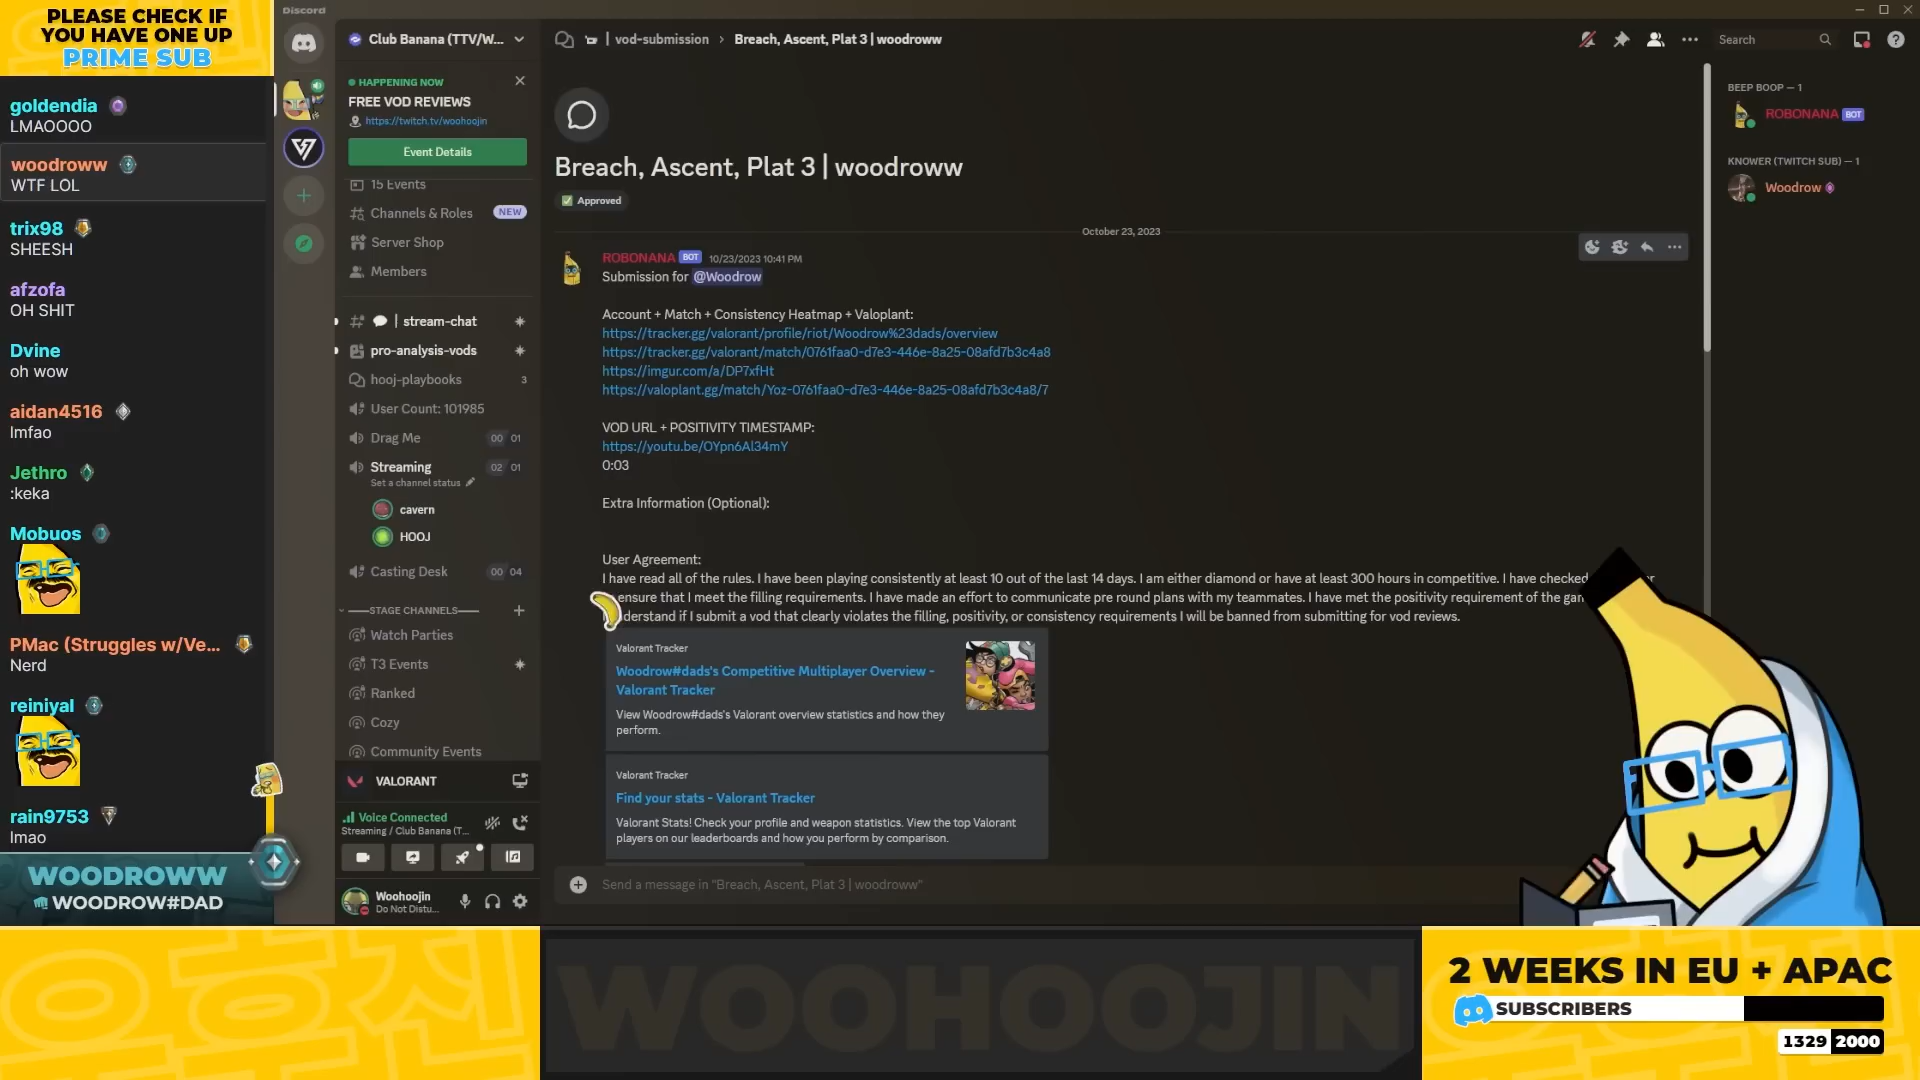 PLEASE CHECK IF
YOU HAVE ONE UP
PRIME SUB
goldendia
LMAOOOO
woodroww
WTF LOL
trix98
SHEESH
afzofa
OH SHIT
Dvine
oh wow
aidan4516
lmfao
Jethro
:keka
Mobuos
PMac (Struggles w/Ve...
Nerd
reiniyal
rain9753
lmao
WOODROWW
WOODROW#DAD
Discord
Club Banana (TTV/W...
HAPPENING NOW
FREE VOD REVIEWS
https://twitch.tv/woohoojin
Event Details
15 Events
Channels & Roles NEW
Server Shop
Members
| stream-chat
pro-analysis-vods
hooj-playbooks 3
User Count: 101985
Drag Me 00 01
Streaming 02 01
Set a channel status
cavern
HOOJ
Casting Desk 00 04
STAGE CHANNELS
Watch Parties
T3 Events
Ranked
Cozy
Community Events
VALORANT
Voice Connected
Streaming / Club Banana (T...
Woohoojin
Do Not Distu...
| vod-submission › Breach, Ascent, Plat 3 | woodroww
Search
Breach, Ascent, Plat 3 | woodroww
Approved
October 23, 2023
ROBONANA BOT 10/23/2023 10:41 PM
Submission for @Woodrow
Account + Match + Consistency Heatmap + Valoplant:
https://tracker.gg/valorant/profile/riot/Woodrow%23dads/overview
https://tracker.gg/valorant/match/0761faa0-d7e3-446e-8a25-08afd7b3c4a8
https://imgur.com/a/DP7xfHt
https://valoplant.gg/match/Yoz-0761faa0-d7e3-446e-8a25-08afd7b3c4a8/7
VOD URL + POSITIVITY TIMESTAMP:
https://youtu.be/OYpn6Al34mY
0:03
Extra Information (Optional):
User Agreement:
I have read all of the rules. I have been playing consistently at least 10 out of the last 14 days. I am either diamond or have at least 300 hours in competitive. I have checked
ensure that I meet the filling requirements. I have made an effort to communicate pre round plans with my teammates. I have met the positivity requirement of the gam
derstand if I submit a vod that clearly violates the filling, positivity, or consistency requirements I will be banned from submitting for vod reviews.
Valorant Tracker
Woodrow#dads's Competitive Multiplayer Overview -
Valorant Tracker
View Woodrow#dads's Valorant overview statistics and how they
perform.
Valorant Tracker
Find your stats - Valorant Tracker
Valorant Stats! Check your profile and weapon statistics. View the top Valorant
players on our leaderboards and how you perform by comparison.
Send a message in "Breach, Ascent, Plat 3 | woodroww"
BEEP BOOP — 1
ROBONANA BOT
KNOWER (TWITCH SUB) — 1
Woodrow
우후진
WOOHOOJIN
2 WEEKS IN EU + APAC
SUBSCRIBERS
1329 2000